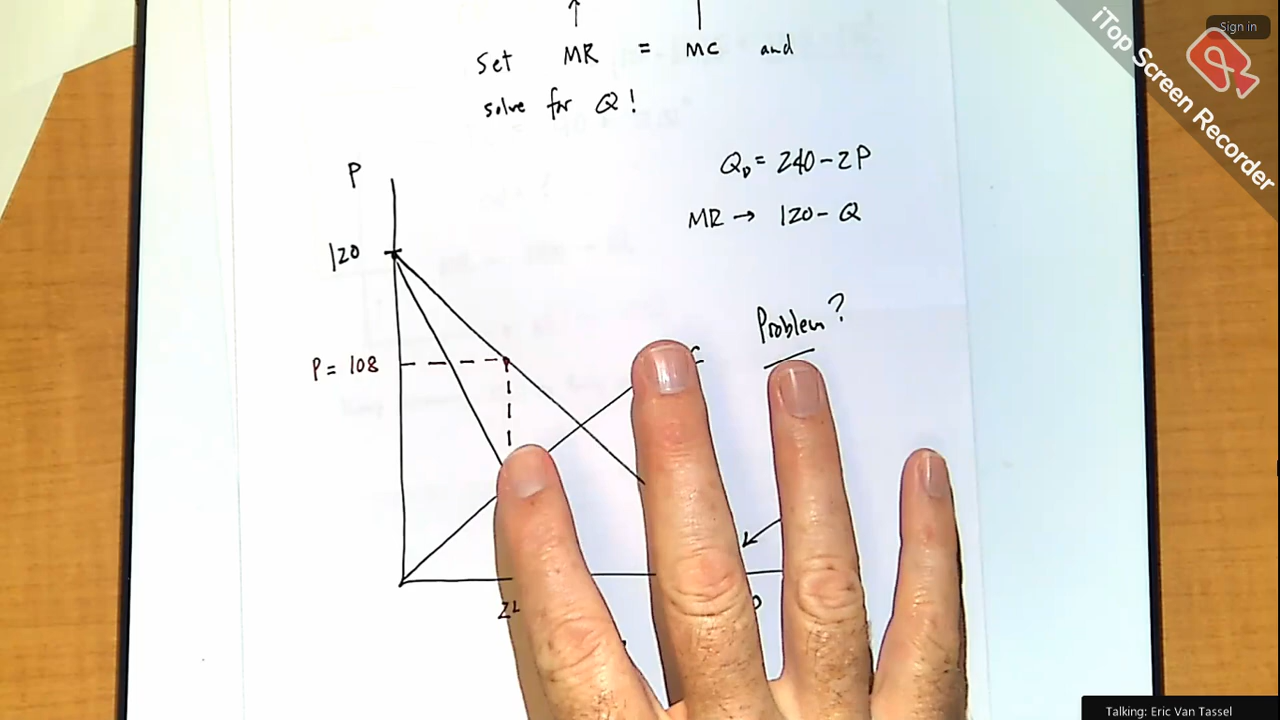 Set MR = MC and
solve for Q!
P
Q_D = 240 - 2P
MR → 120 - Q
120
Problem?
P = 108
iTop Screen Recorder
Sign in
Talking: Eric Van Tassel